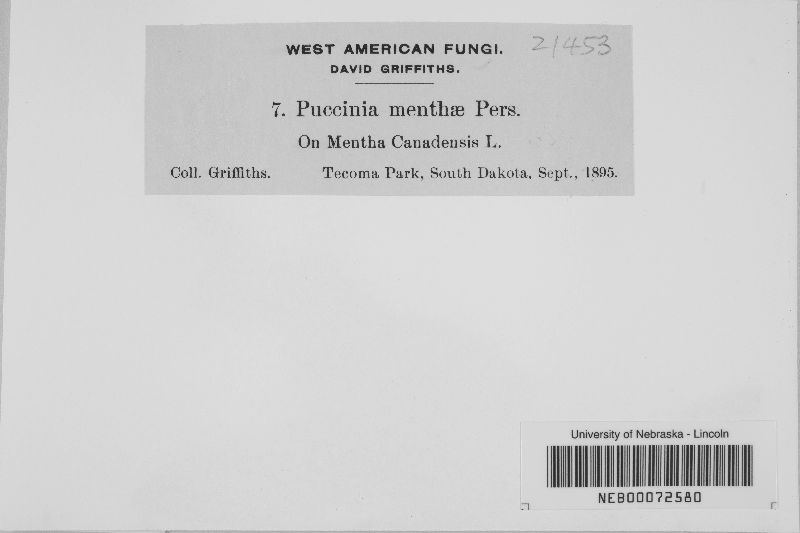 WEST AMERICAN FUNGI. 21453
DAVID GRIFFITHS.
7. Puccinia menthæ Pers.
On Mentha Canadensis L.
Coll. Griffiths. Tecoma Park, South Dakota, Sept., 1895.
University of Nebraska - Lincoln
NEB00072580